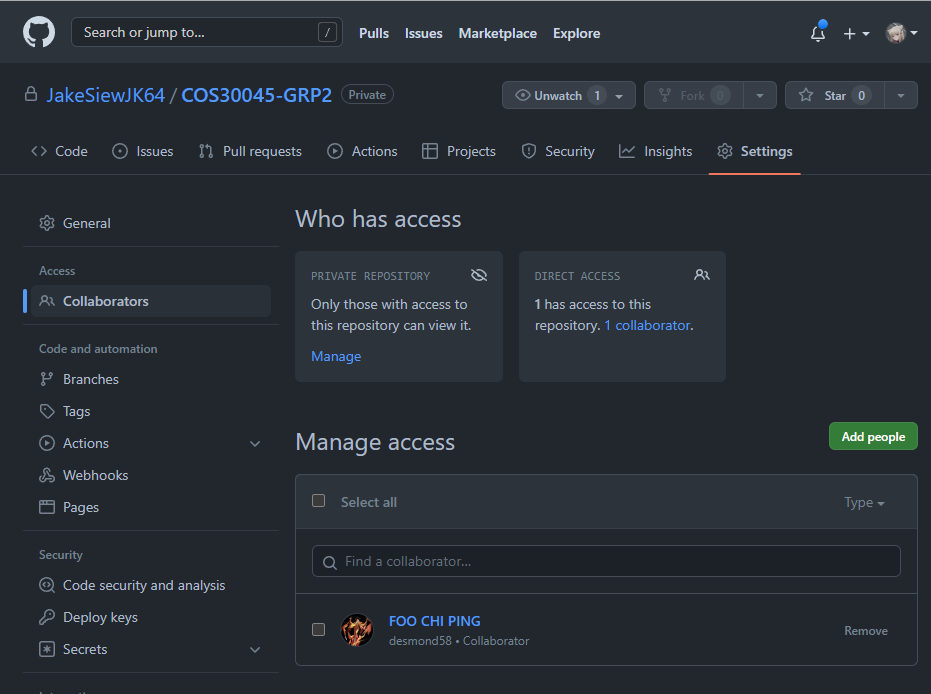 Search or jump to... /
Pulls Issues Marketplace Explore
JakeSiewJK64 / COS30045-GRP2 Private
Unwatch 1 Fork 0 Star 0
Code Issues Pull requests Actions Projects Security Insights Settings
General
Access
Collaborators
Code and automation
Branches
Tags
Actions
Webhooks
Pages
Security
Code security and analysis
Deploy keys
Secrets
Who has access
PRIVATE REPOSITORY
Only those with access to
this repository can view it.
Manage
DIRECT ACCESS
1 has access to this
repository. 1 collaborator.
Manage access
Add people
Select all
Type
Find a collaborator...
FOO CHI PING
desmond58 • Collaborator
Remove